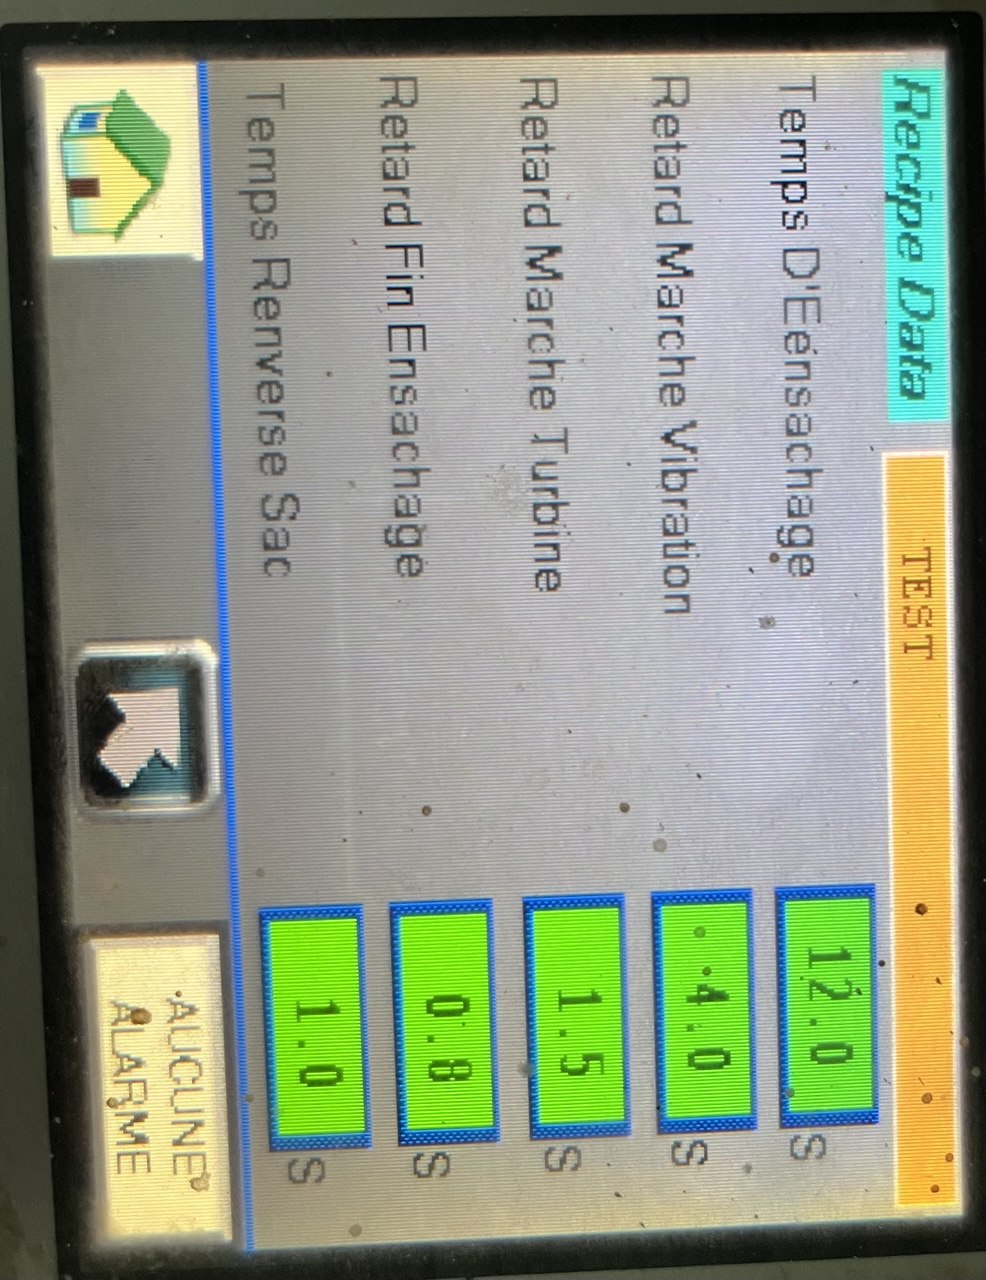 Recipe Data TEST
Temps D'Eensachage 12.0 S
Retard Marche Vibration 4.0 S
Retard Marche Turbine 1.5 S
Retard Fin Ensachage 0.8 S
Temps Renverse Sac 1.0 S
AUCUNE
ALARME